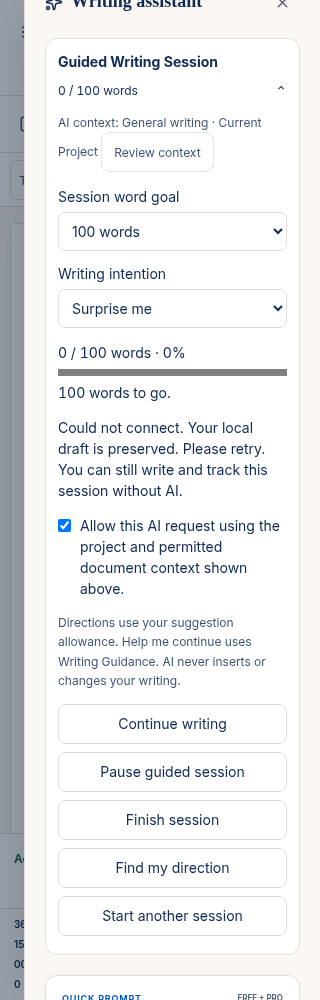 Writing assistant
Guided Writing Session
0 / 100 words
AI context: General writing · Current
Project Review context
Session word goal
100 words
Writing intention
Surprise me
0 / 100 words · 0%
100 words to go.
Could not connect. Your local
draft is preserved. Please retry.
You can still write and track this
session without AI.
Allow this AI request using the
project and permitted
document context shown
above.
Directions use your suggestion
allowance. Help me continue uses
Writing Guidance. AI never inserts or
changes your writing.
Continue writing
Pause guided session
Finish session
Find my direction
Start another session
QUICK PROMPT
FREE + PRO